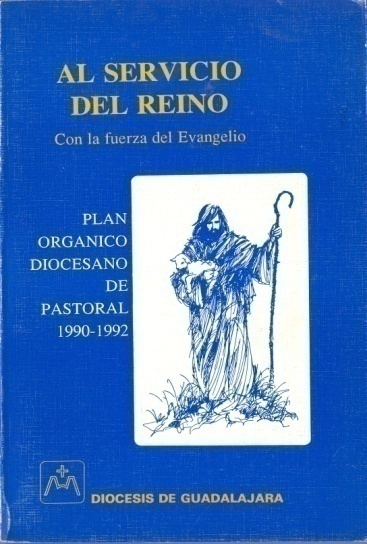 AL SERVICIO
DEL REINO
Con la fuerza del Evangelio
PLAN
ORGANICO
DIOCESANO
DE
PASTORAL
1990-1992
DIOCESIS DE GUADALAJARA